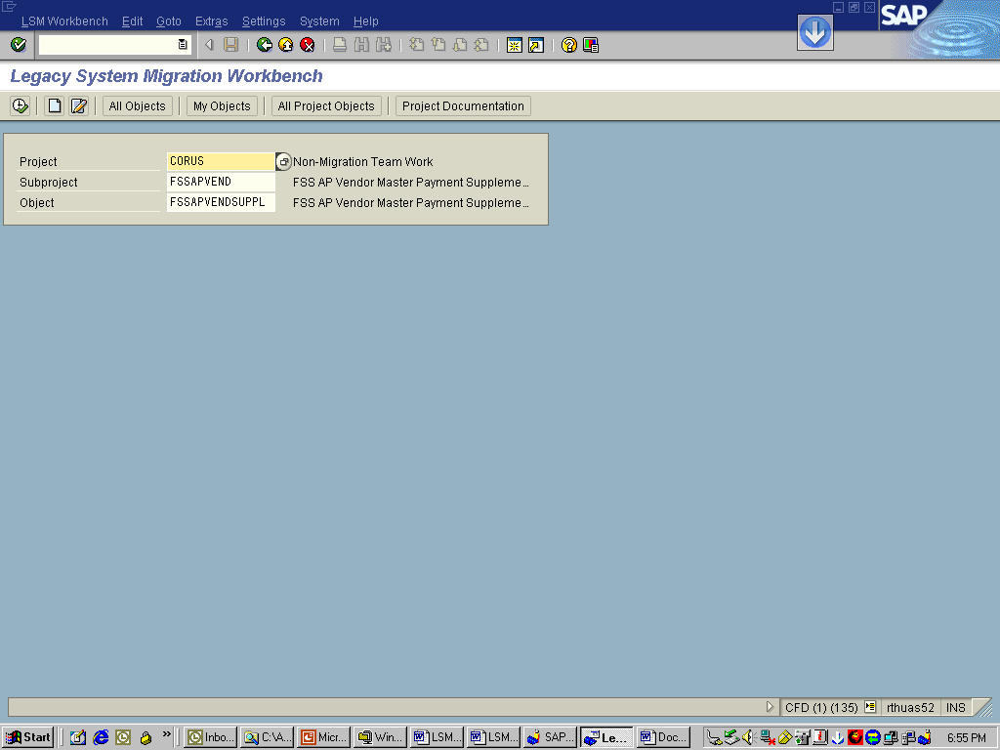 LSM Workbench Edit Goto Extras Settings System Help
SAP
Legacy System Migration Workbench
All Objects My Objects All Project Objects Project Documentation
Project CORUS Non-Migration Team Work
Subproject FSSAPVEND FSS AP Vendor Master Payment Suppleme...
Object FSSAPVENDSUPPL FSS AP Vendor Master Payment Suppleme...
CFD (1) (135) rthuas52 INS
Start » Inbo... C:\A... Micr... Win... LSM... LSM... SAP... Le... Doc... 6:55 PM